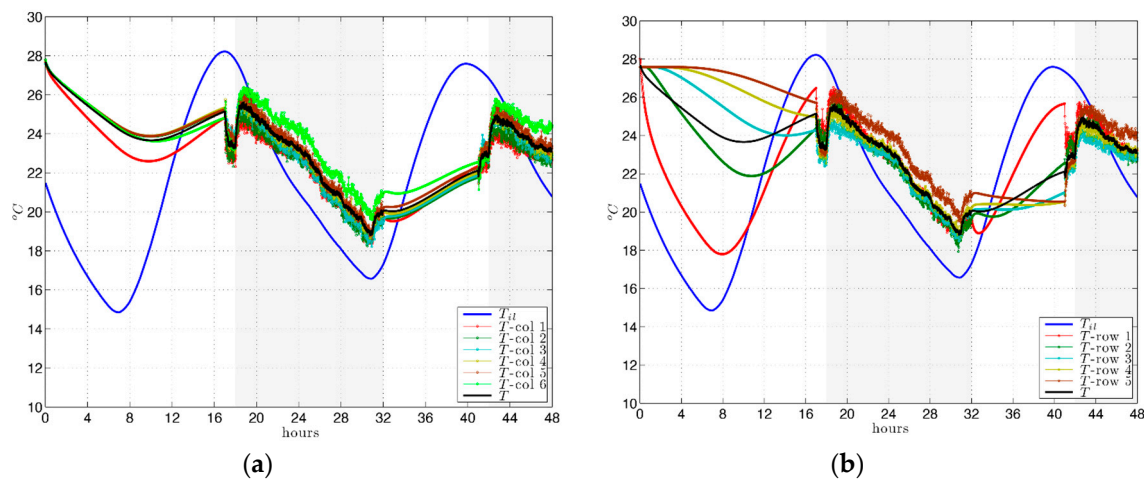 30
28
26
24
22
20
18
16
14
12
10
°C
0 4 8 12 16 20 24 28 32 36 40 44 48
hours
T_il
T-col 1
T-col 2
T-col 3
T-col 4
T-col 5
T-col 6
T
(a)
30
28
26
24
22
20
18
16
14
12
10
°C
0 4 8 12 16 20 24 28 32 36 40 44 48
hours
T_il
T-row 1
T-row 2
T-row 3
T-row 4
T-row 5
T
(b)